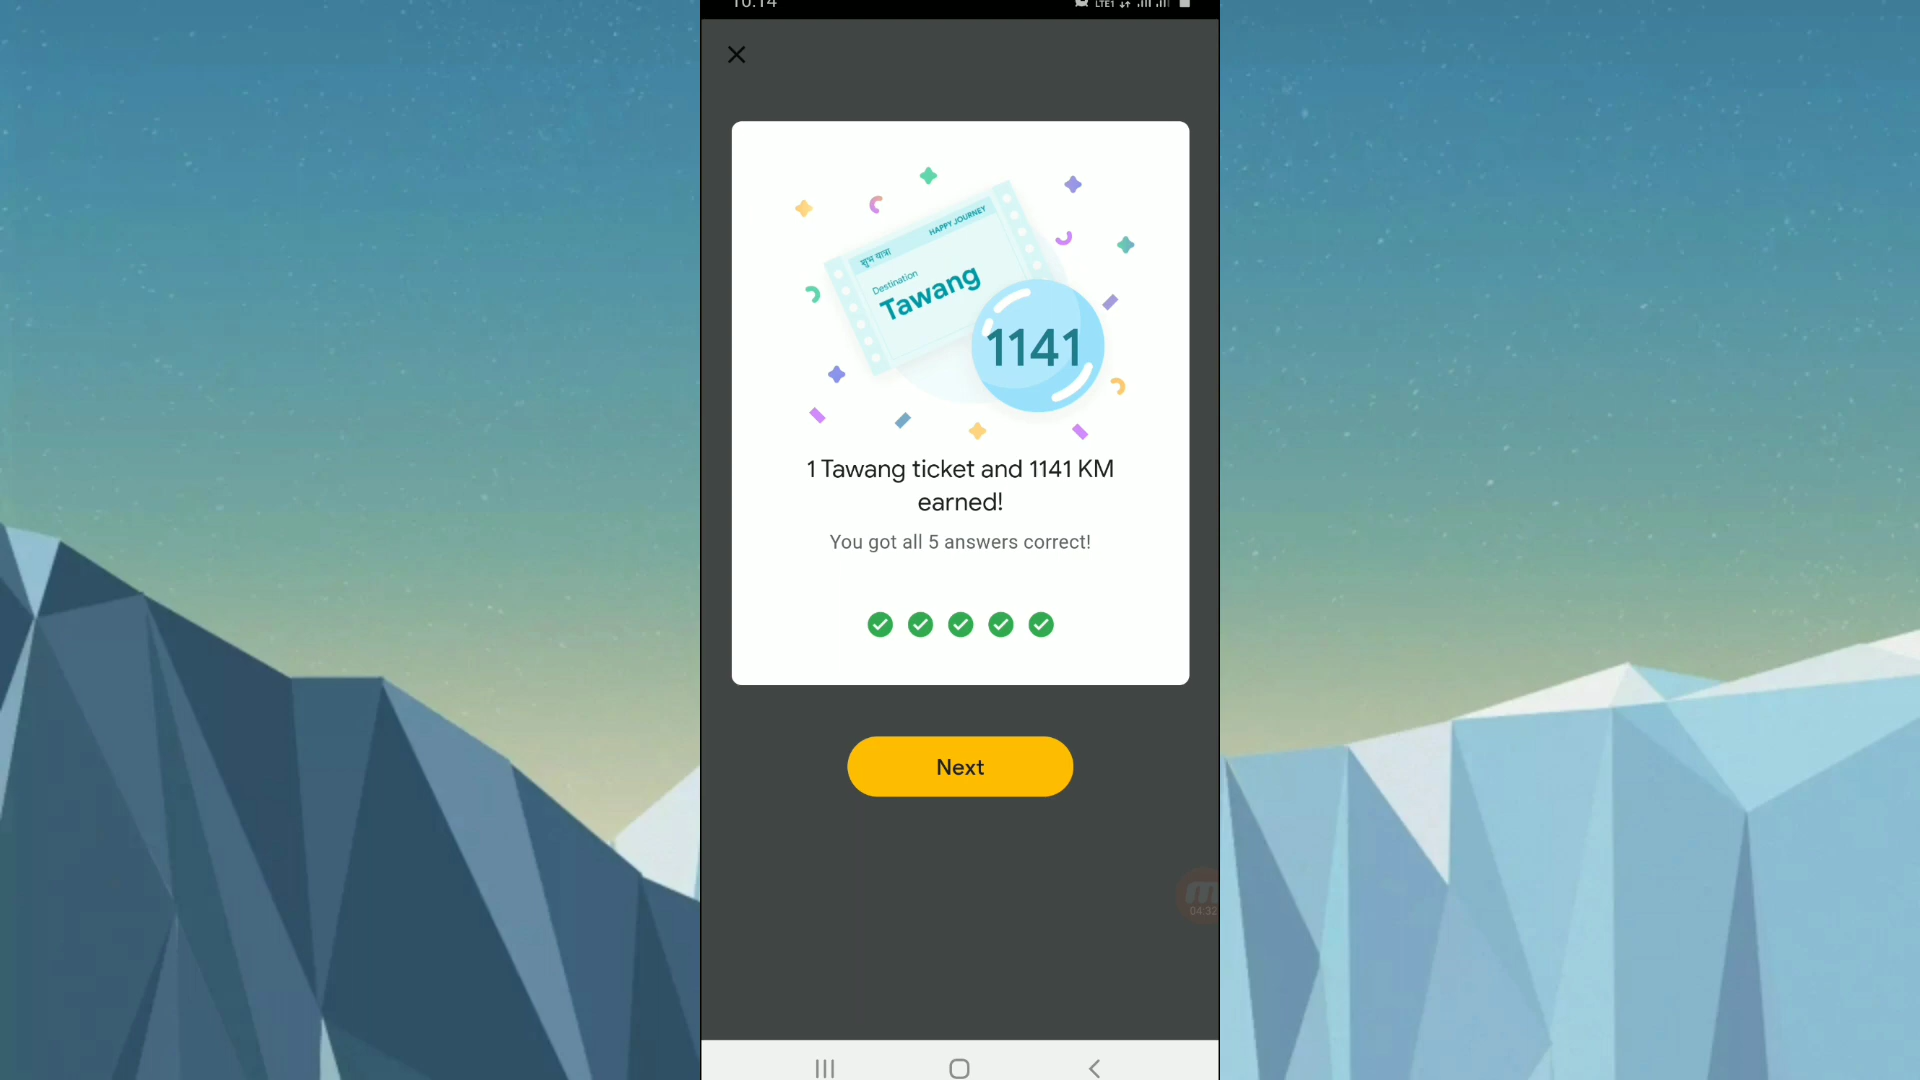 10:14
LTE1
शुभ यात्रा
HAPPY JOURNEY
Destination
Tawang
1141
1 Tawang ticket and 1141 KM
earned!
You got all 5 answers correct!
Next
m
04:32